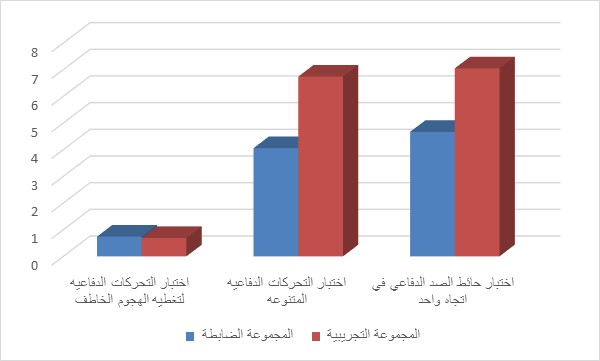 8
7
6
5
4
3
2
1
0
اختبار التحركات الدفاعيه
لتغطيه الهجوم الخاطف
اختبار التحركات الدفاعيه
المتنوعه
اختبار حائط الصد الدفاعي في
اتجاه واحد
المجموعة الضابطة
المجموعة التجريبية